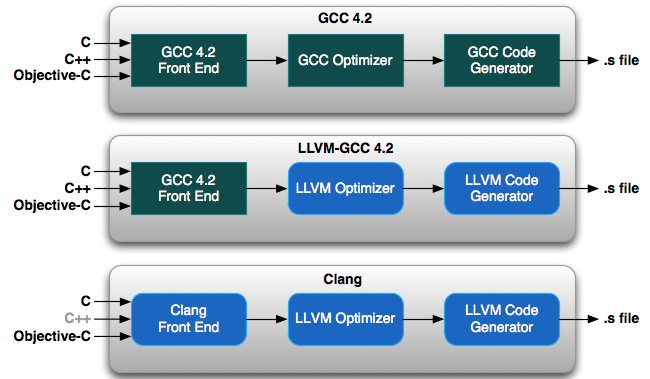 GCC 4.2
C
C++
Objective-C
GCC 4.2
Front End
GCC Optimizer
GCC Code
Generator
.s file
LLVM-GCC 4.2
C
C++
Objective-C
GCC 4.2
Front End
LLVM Optimizer
LLVM Code
Generator
.s file
Clang
C
C++
Objective-C
Clang
Front End
LLVM Optimizer
LLVM Code
Generator
.s file